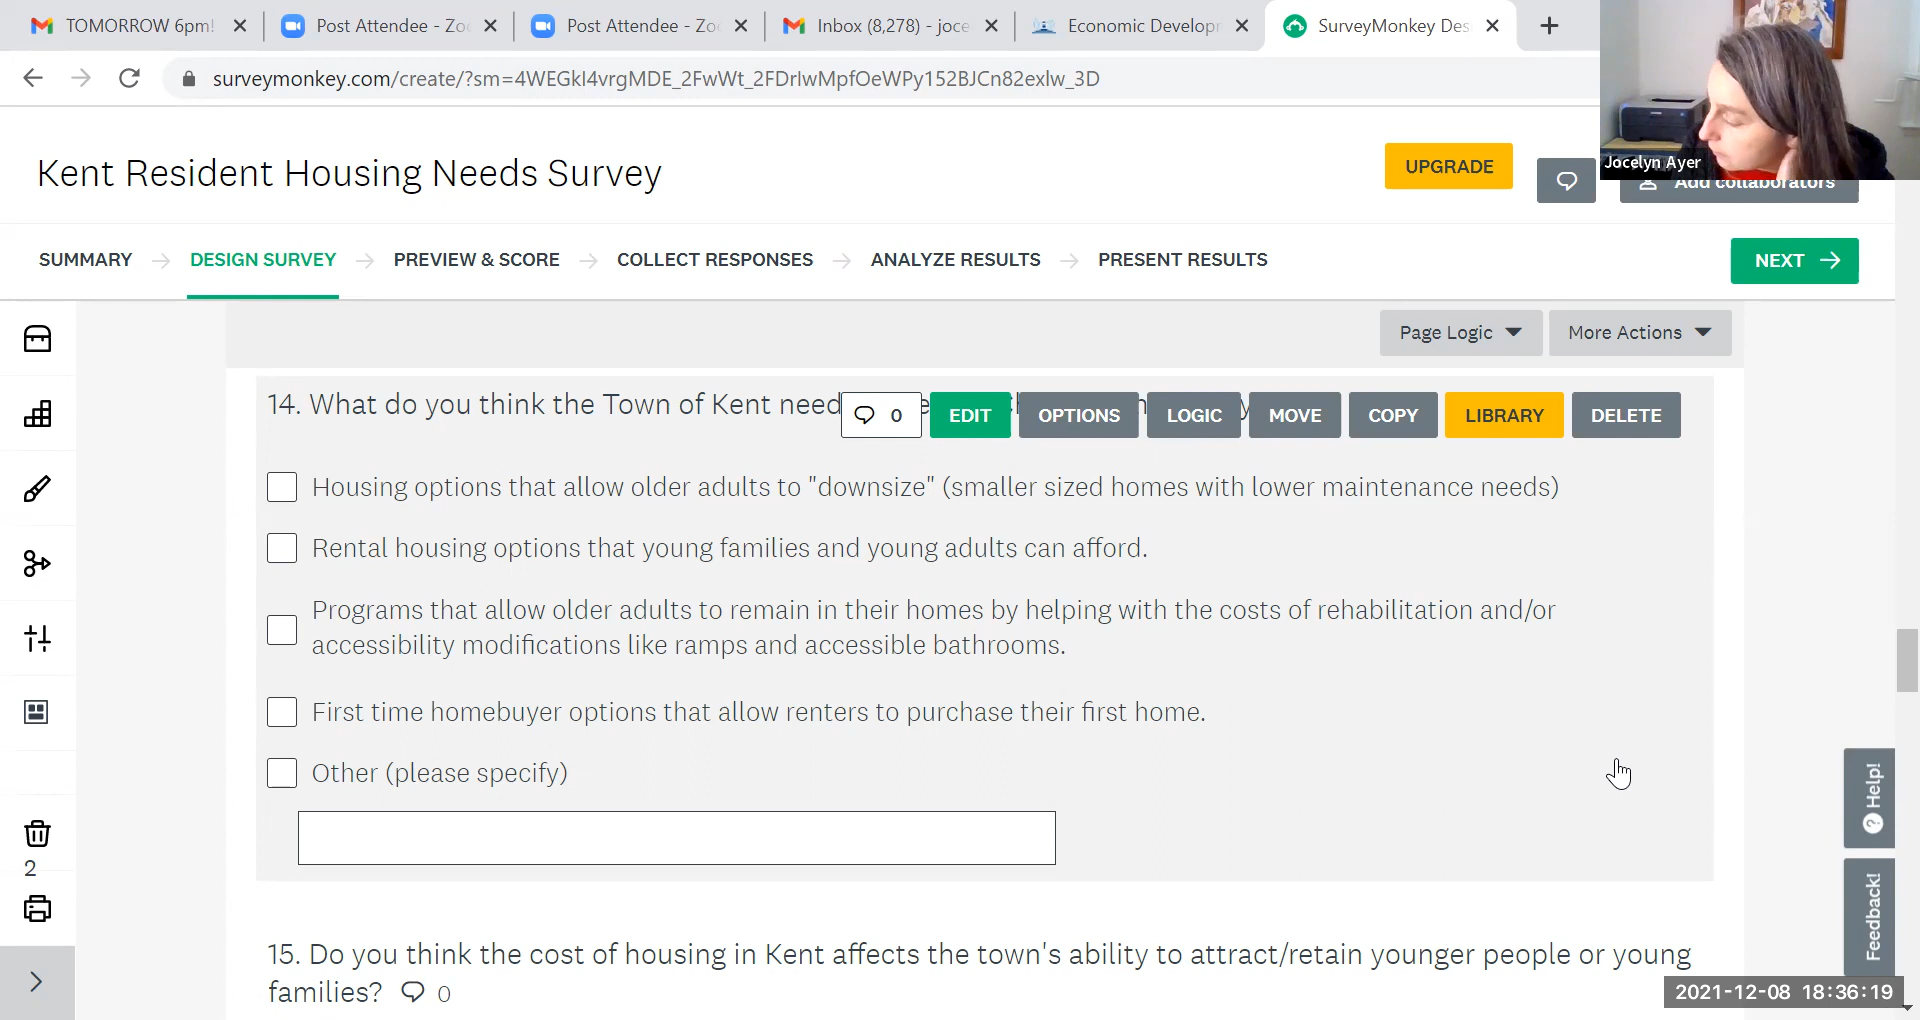 TOMORROW 6pm!
Post Attendee - Zo
Post Attendee - Zo
Inbox (8,278) - joce
Economic Develop
SurveyMonkey Des
surveymonkey.com/create/?sm=4WEGkI4vrgMDE_2FwWt_2FDrIwMpfOeWPy152BJCn82exlw_3D
Jocelyn Ayer
Kent Resident Housing Needs Survey
UPGRADE
Add collaborators
SUMMARY
DESIGN SURVEY
PREVIEW & SCORE
COLLECT RESPONSES
ANALYZE RESULTS
PRESENT RESULTS
NEXT
Page Logic
More Actions
14. What do you think the Town of Kent need
0
EDIT
OPTIONS
LOGIC
MOVE
COPY
LIBRARY
DELETE
Housing options that allow older adults to "downsize" (smaller sized homes with lower maintenance needs)
Rental housing options that young families and young adults can afford.
Programs that allow older adults to remain in their homes by helping with the costs of rehabilitation and/or
accessibility modifications like ramps and accessible bathrooms.
First time homebuyer options that allow renters to purchase their first home.
Other (please specify)
2
Help!
Feedback!
15. Do you think the cost of housing in Kent affects the town's ability to attract/retain younger people or young
families? 0
2021-12-08 18:36:19